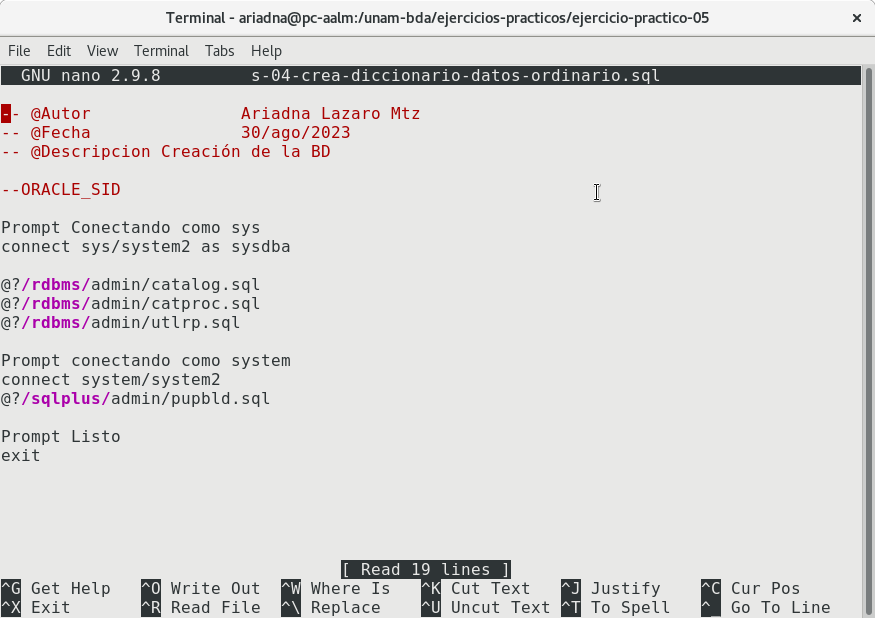 Terminal - ariadna@pc-aalm:/unam-bda/ejercicios-practicos/ejercicio-practico-05
File Edit View Terminal Tabs Help
GNU nano 2.9.8 s-04-crea-diccionario-datos-ordinario.sql
-- @Autor Ariadna Lazaro Mtz
-- @Fecha 30/ago/2023
-- @Descripcion Creación de la BD
--ORACLE_SID
Prompt Conectando como sys
connect sys/system2 as sysdba
@?/rdbms/admin/catalog.sql
@?/rdbms/admin/catproc.sql
@?/rdbms/admin/utlrp.sql
Prompt conectando como system
connect system/system2
@?/sqlplus/admin/pupbld.sql
Prompt Listo
exit
[ Read 19 lines ]
^G Get Help ^O Write Out ^W Where Is ^K Cut Text ^J Justify ^C Cur Pos
^X Exit ^R Read File ^\ Replace ^U Uncut Text ^T To Spell ^_ Go To Line